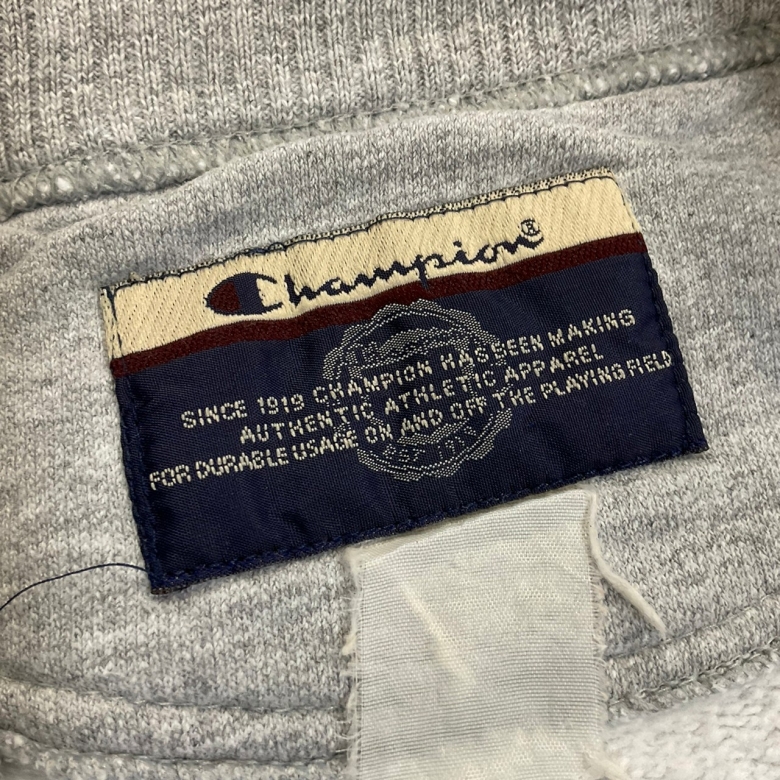 Champion®
SINCE 1919 CHAMPION HAS BEEN MAKING
AUTHENTIC ATHLETIC APPAREL
FOR DURABLE USAGE ON AND OFF THE PLAYING FIELD